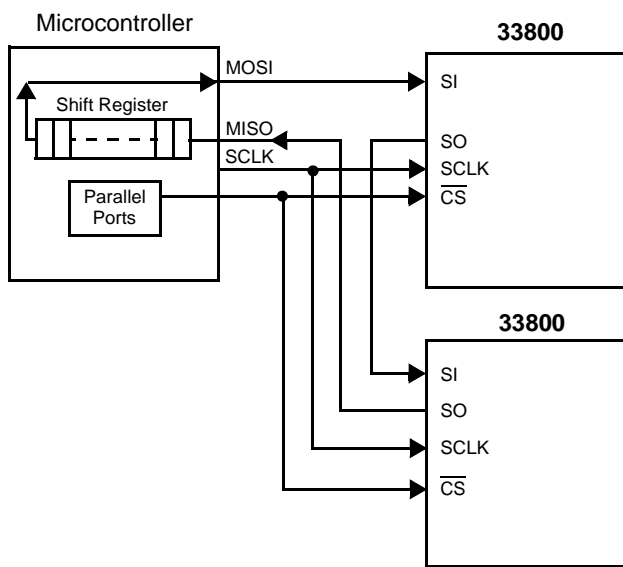 Microcontroller
33800
MOSI
SI
Shift Register
MISO
SO
SCLK
SCLK
Parallel
Ports
CS
33800
SI
SO
SCLK
CS